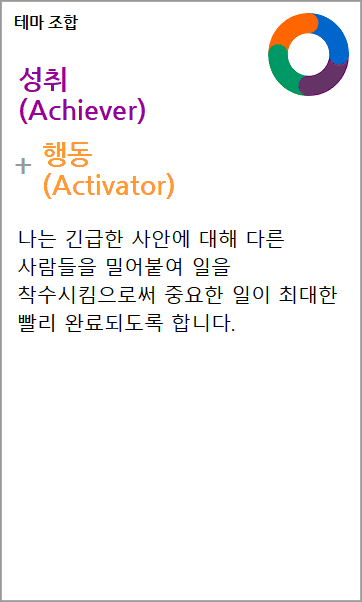 테마 조합
성취
(Achiever)
+ 행동
(Activator)
나는 긴급한 사안에 대해 다른
사람들을 밀어붙여 일을
착수시킴으로써 중요한 일이 최대한
빨리 완료되도록 합니다.